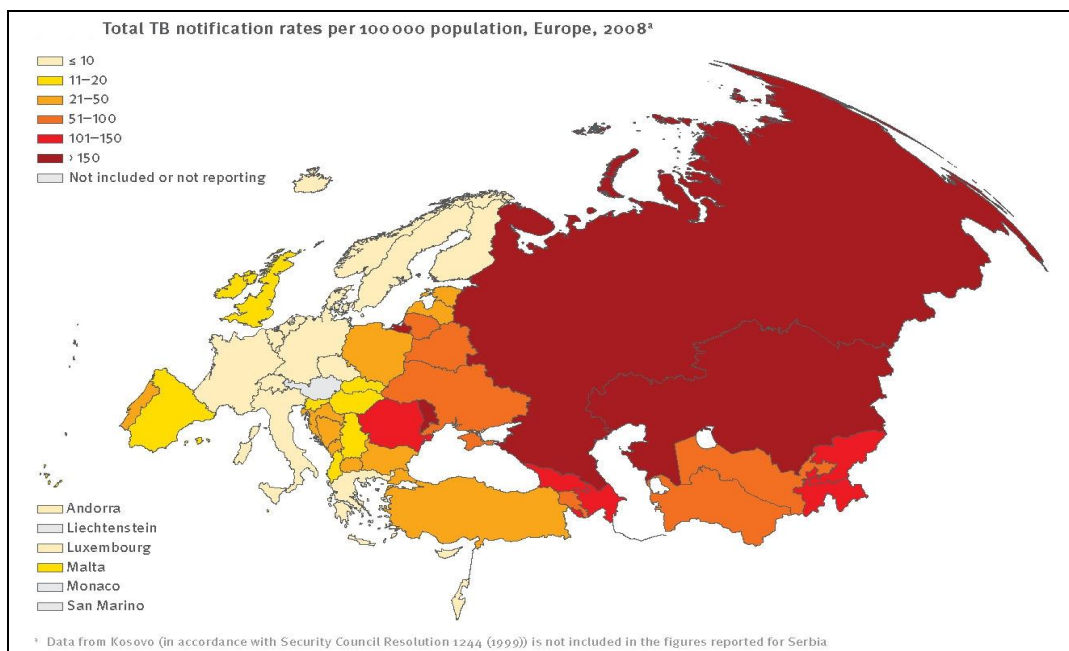 Total TB notification rates per 100 000 population, Europe, 2008ª
≤ 10
11–20
21–50
51–100
101–150
› 150
Not included or not reporting
Andorra
Liechtenstein
Luxembourg
Malta
Monaco
San Marino
ª Data from Kosovo (in accordance with Security Council Resolution 1244 (1999)) is not included in the figures reported for Serbia